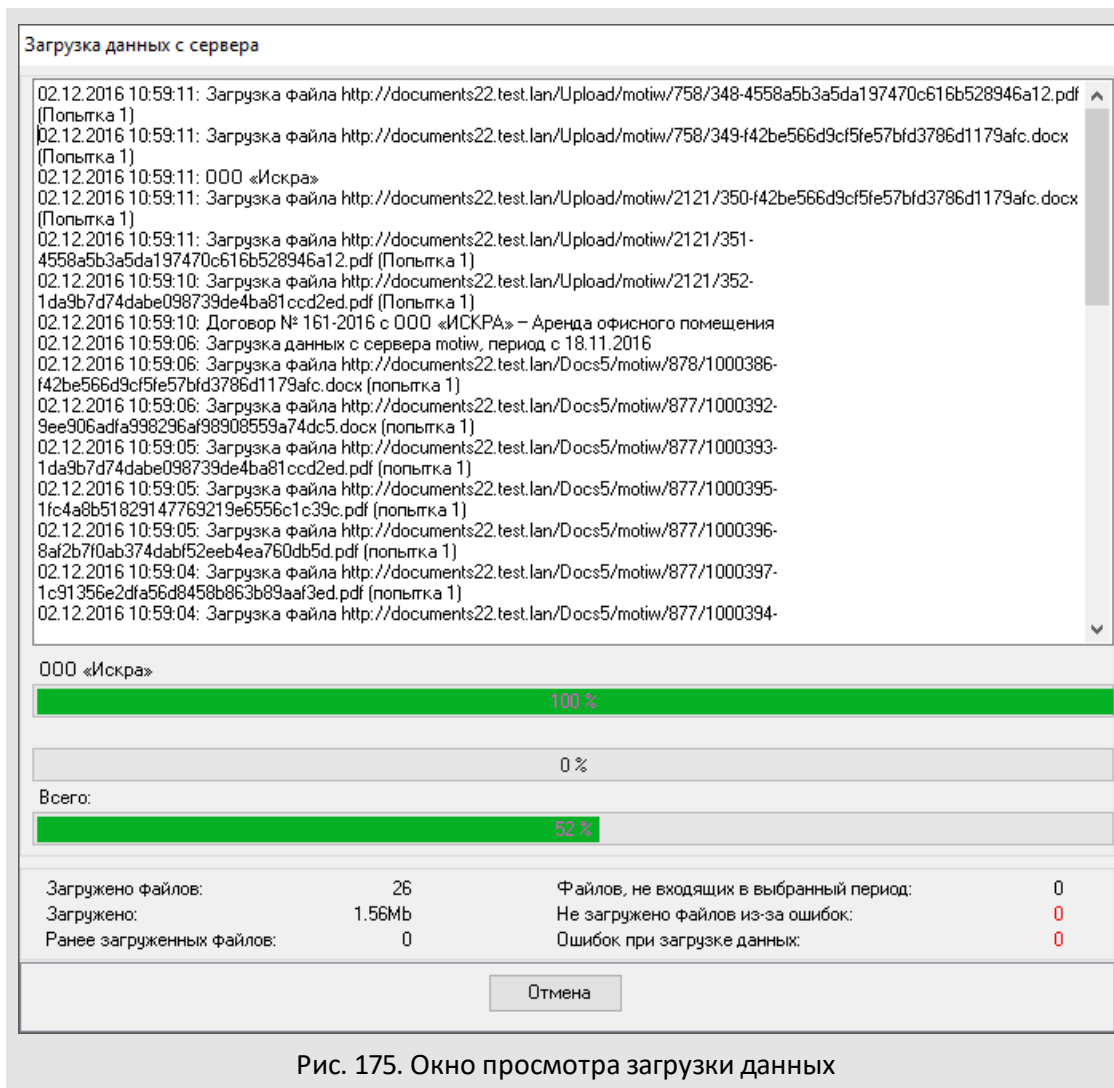 Загрузка данных с сервера
02.12.2016 10:59:11: Загрузка файла http://documents22.test.lan/Upload/motiw/758/348-4558a5b3a5da197470c616b528946a12.pdf
(Попытка 1)
02.12.2016 10:59:11: Загрузка файла http://documents22.test.lan/Upload/motiw/758/349-f42be566d9cf5fe57bfd3786d1179afc.docx
(Попытка 1)
02.12.2016 10:59:11: ООО «Искра»
02.12.2016 10:59:11: Загрузка файла http://documents22.test.lan/Upload/motiw/2121/350-f42be566d9cf5fe57bfd3786d1179afc.docx
(Попытка 1)
02.12.2016 10:59:11: Загрузка файла http://documents22.test.lan/Upload/motiw/2121/351-
4558a5b3a5da197470c616b528946a12.pdf (Попытка 1)
02.12.2016 10:59:10: Загрузка файла http://documents22.test.lan/Upload/motiw/2121/352-
1da9b7d74dabe098739de4ba81ccd2ed.pdf (Попытка 1)
02.12.2016 10:59:10: Договор № 161-2016 с ООО «ИСКРА» – Аренда офисного помещения
02.12.2016 10:59:06: Загрузка данных с сервера motiw, период с 18.11.2016
02.12.2016 10:59:06: Загрузка файла http://documents22.test.lan/Docs5/motiw/878/1000386-
f42be566d9cf5fe57bfd3786d1179afc.docx (попытка 1)
02.12.2016 10:59:06: Загрузка файла http://documents22.test.lan/Docs5/motiw/877/1000392-
9ee906adfa998296af98908559a74dc5.docx (попытка 1)
02.12.2016 10:59:05: Загрузка файла http://documents22.test.lan/Docs5/motiw/877/1000393-
1da9b7d74dabe098739de4ba81ccd2ed.pdf (попытка 1)
02.12.2016 10:59:05: Загрузка файла http://documents22.test.lan/Docs5/motiw/877/1000395-
1fc4a8b51829147769219e6556c1c39c.pdf (попытка 1)
02.12.2016 10:59:05: Загрузка файла http://documents22.test.lan/Docs5/motiw/877/1000396-
8af2b7f0ab374dabf52eeb4ea760db5d.pdf (попытка 1)
02.12.2016 10:59:04: Загрузка файла http://documents22.test.lan/Docs5/motiw/877/1000397-
1c91356e2dfa56d8458b863b89aaf3ed.pdf (попытка 1)
02.12.2016 10:59:04: Загрузка файла http://documents22.test.lan/Docs5/motiw/877/1000394-
ООО «Искра»
100 %
0 %
Всего:
52 %
Загружено файлов: 26 Файлов, не входящих в выбранный период: 0
Загружено: 1.56Mb Не загружено файлов из-за ошибок: 0
Ранее загруженных файлов: 0 Ошибок при загрузке данных: 0
Отмена
Рис. 175. Окно просмотра загрузки данных